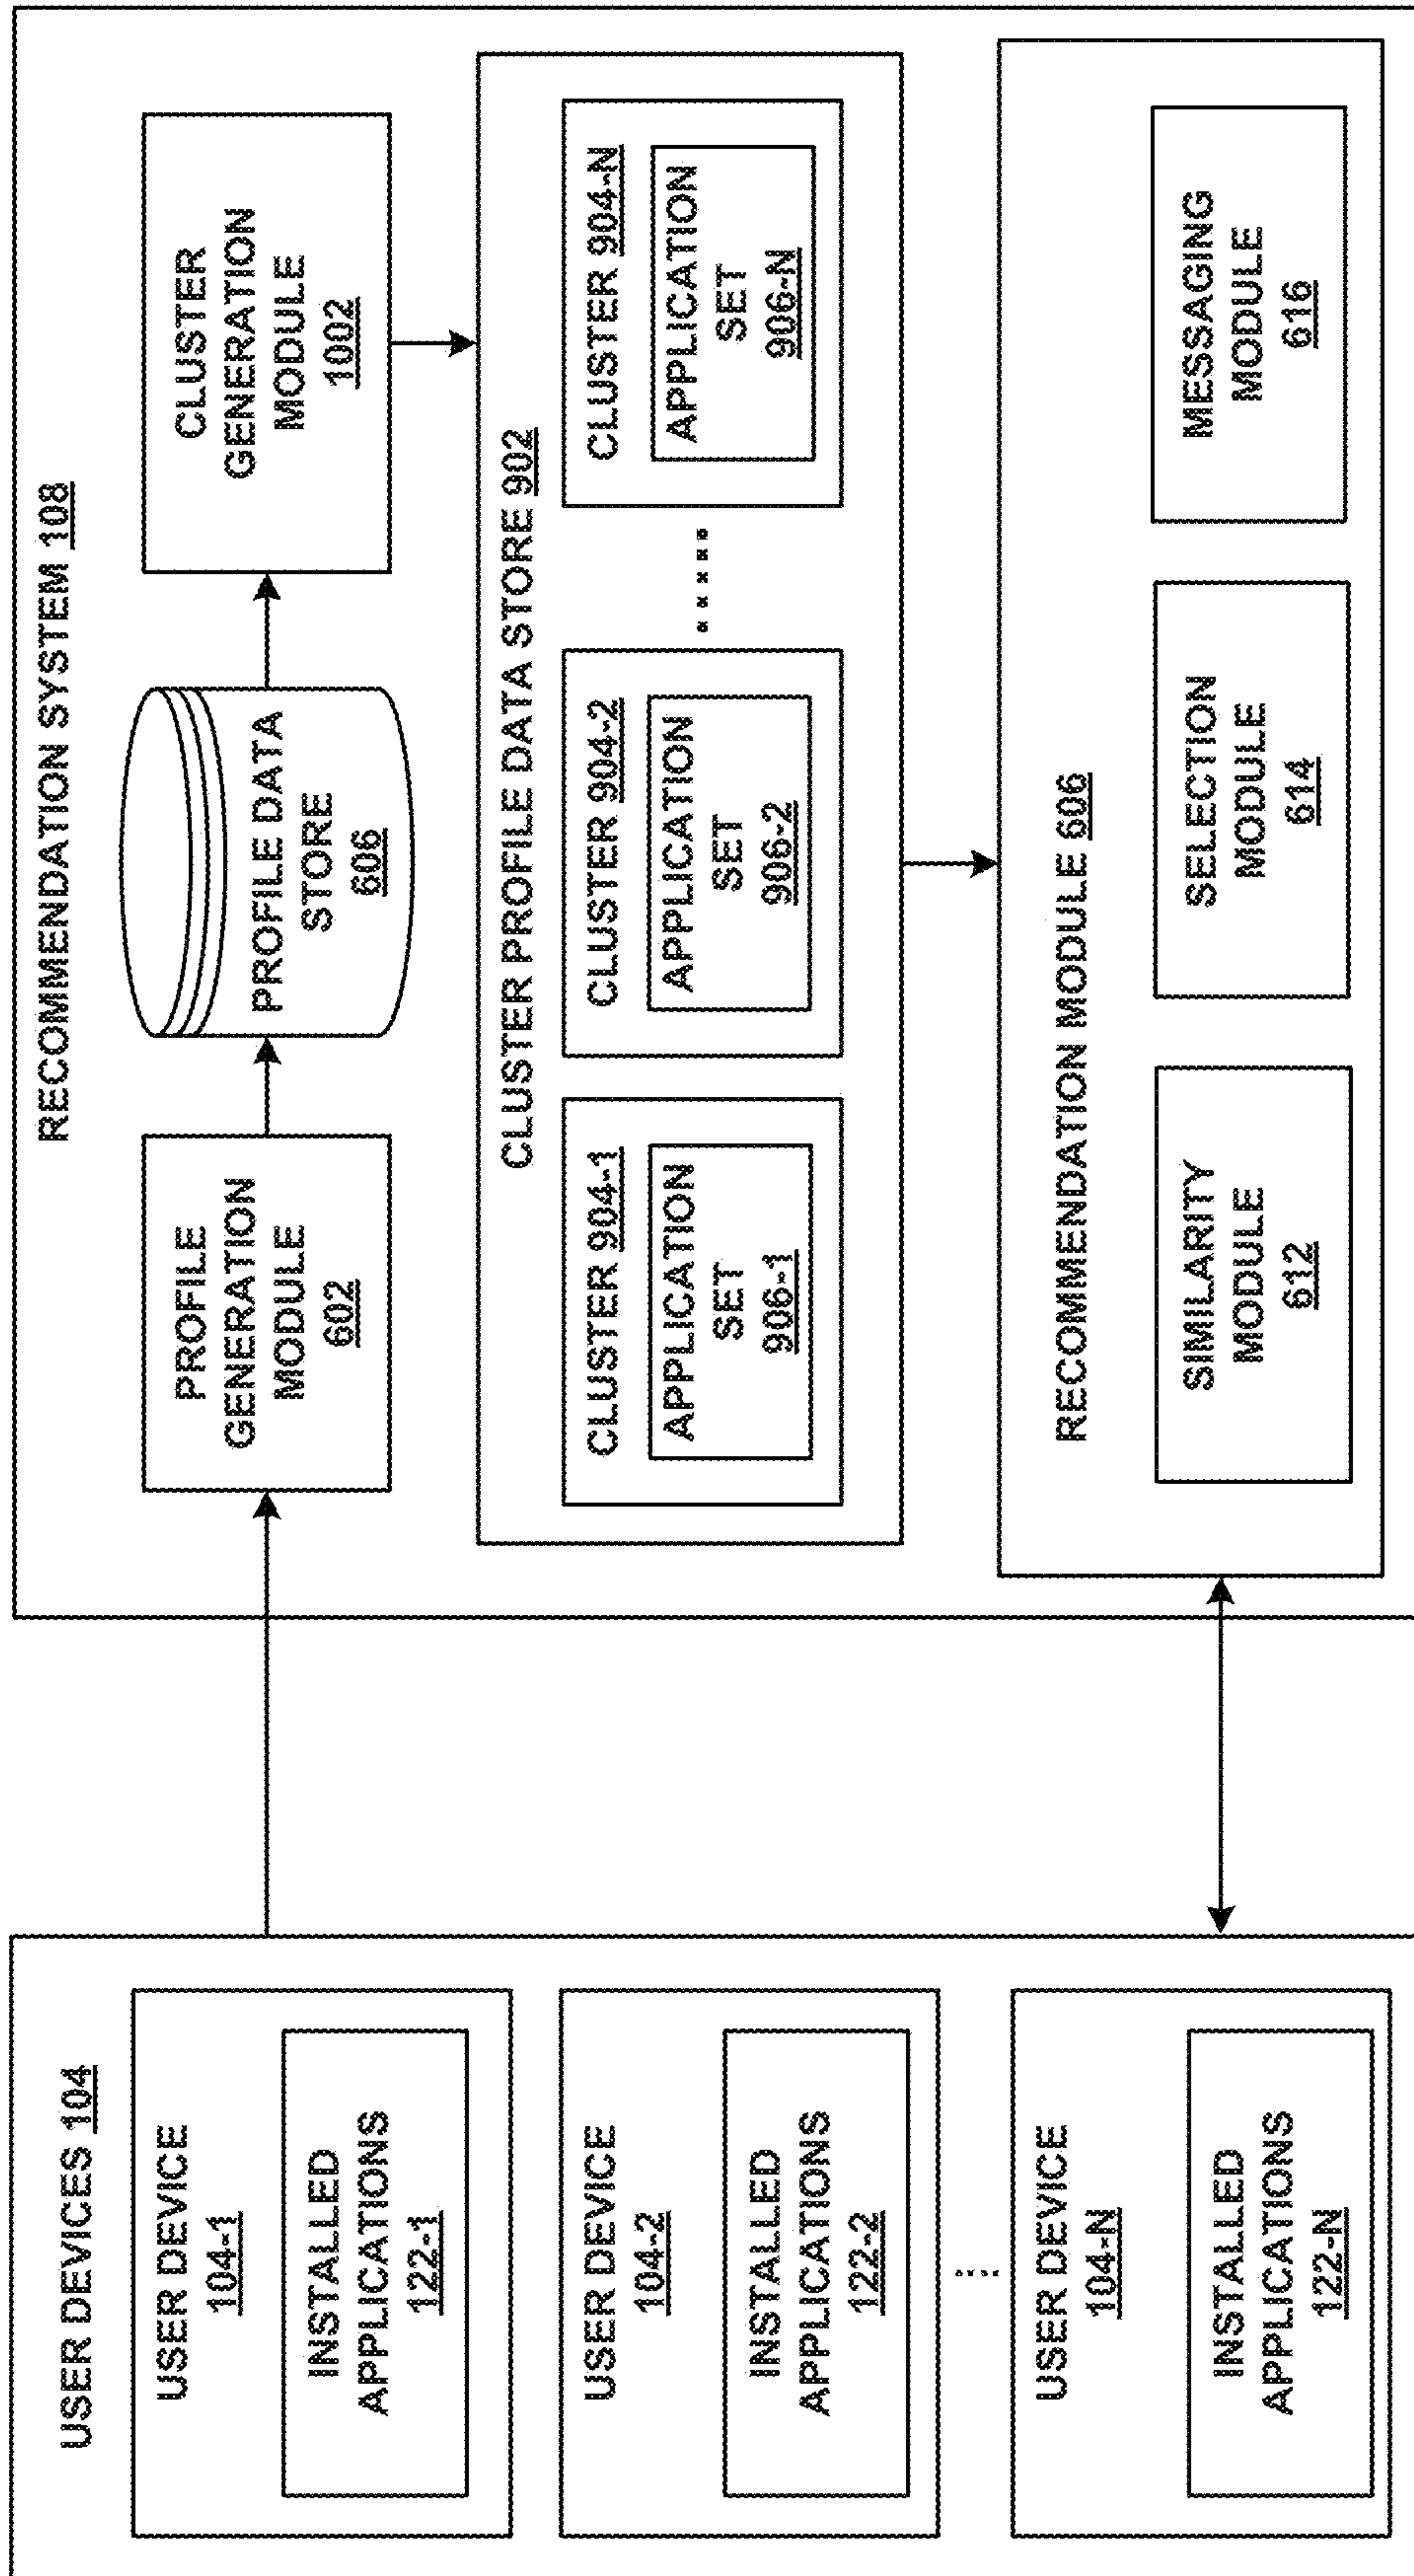 USER DEVICES 104
USER DEVICE
104-1
INSTALLED
APPLICATIONS
122-1
USER DEVICE
104-2
INSTALLED
APPLICATIONS
122-2
USER DEVICE
104-N
INSTALLED
APPLICATIONS
122-N
RECOMMENDATION SYSTEM 108
PROFILE
GENERATION
MODULE
602
PROFILE DATA
STORE
606
CLUSTER
GENERATION
MODULE
1002
CLUSTER PROFILE DATA STORE 902
CLUSTER 904-1
APPLICATION
SET
906-1
CLUSTER 904-2
APPLICATION
SET
906-2
CLUSTER 904-N
APPLICATION
SET
906-N
RECOMMENDATION MODULE 606
SIMILARITY
MODULE
612
SELECTION
MODULE
614
MESSAGING
MODULE
616